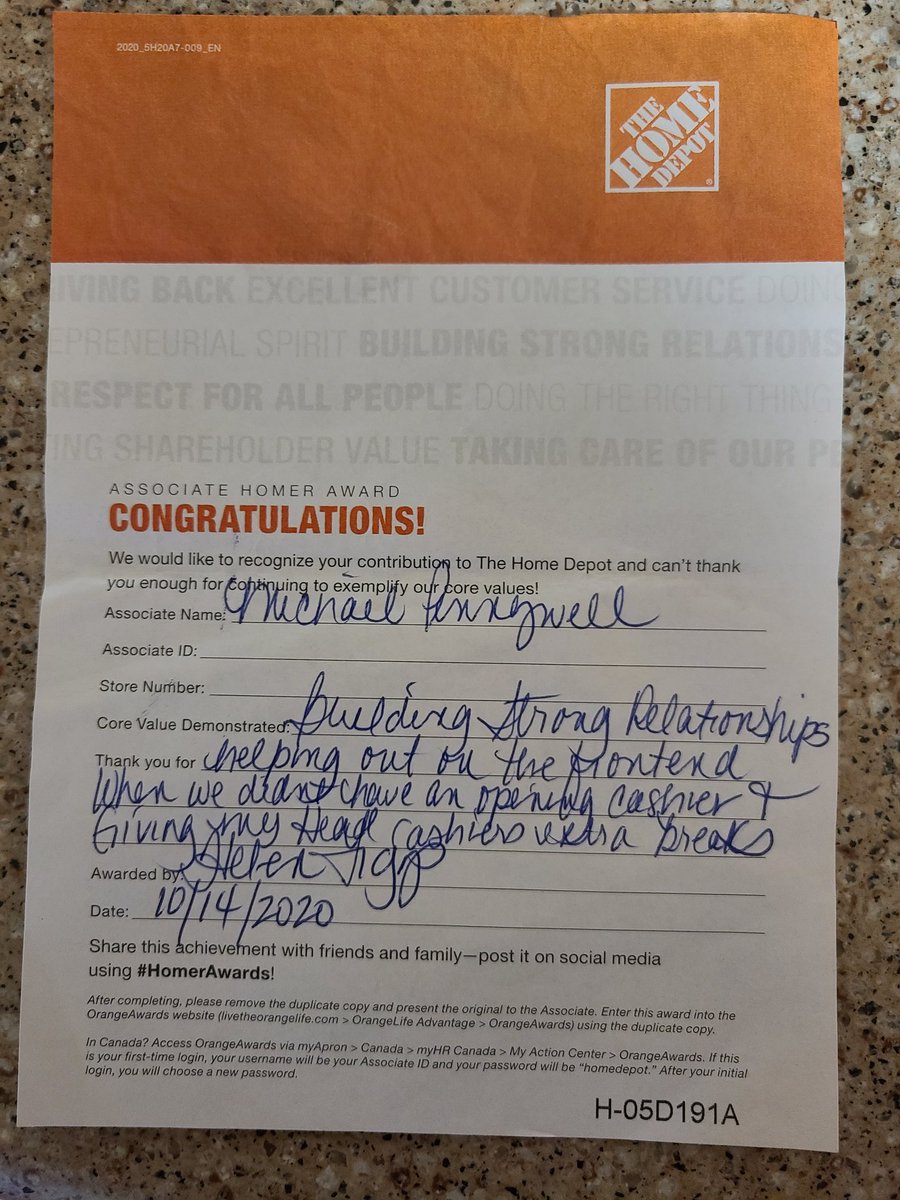 2020_5H20A7-009_EN
THE
HOME
DEPOT
IVING BACK EXCELLENT CUSTOMER SERVICE DOING
EPRENEURIAL SPIRIT BUILDING STRONG RELATIONS
RESPECT FOR ALL PEOPLE DOING THE RIGHT THING
ING SHAREHOLDER VALUE TAKING CARE OF OUR PE
ASSOCIATE HOMER AWARD
CONGRATULATIONS!
We would like to recognize your contribution to The Home Depot and can't thank
you enough for continuing to exemplify our core values!
Associate Name: Michael
Associate ID:
Store Number:
Core Value Demonstrated: Building Strong Relationships
Thank you for helping out on the frontend
When we didn't have an opening cashier &
Giving my Head Cashiers extra breaks
Awarded by: Helen
Date: 10/14/2020
Share this achievement with friends and family—post it on social media
using #HomerAwards!
After completing, please remove the duplicate copy and present the original to the Associate. Enter this award into the
OrangeAwards website (livetheorangelife.com > OrangeLife Advantage > OrangeAwards) using the duplicate copy.
In Canada? Access OrangeAwards via myApron > Canada > myHR Canada > My Action Center > OrangeAwards. If this
is your first-time login, your username will be your Associate ID and your password will be "homedepot." After your initial
login, you will choose a new password.
H-05D191A